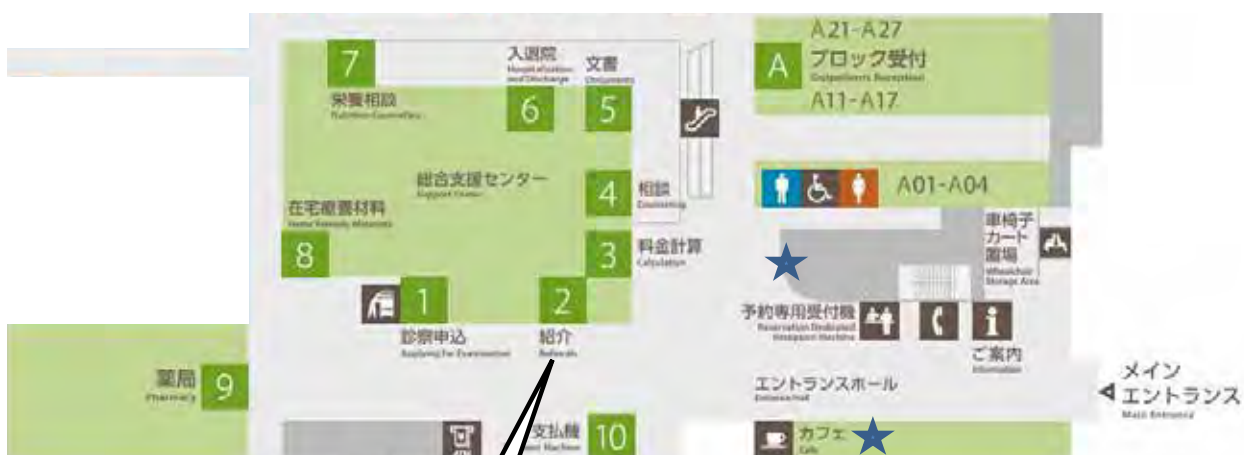 7
栄養相談
Nutrition Counselling
入退院
Hospitalization
and Discharge
6
文書
Documents
5
総合支援センター
Support Center
4
相談
Counseling
在宅療養材料
8
3
料金計算
Calculation
1
診察申込
Applying for Examination
2
紹介
Referrals
薬局
Pharmacy
9
支払機
10
A21-A27
A
ブロック受付
Outpatients Reception
A11-A17
A01-A04
車椅子
カート
置場
Wheelchair
Storage Area
予約専用受付機
Reservation Dedicated
Reception Machine
ご案内
Information
エントランスホール
Entrance Hall
メイン
エントランス
Main Entrance
カフェ
Cafe